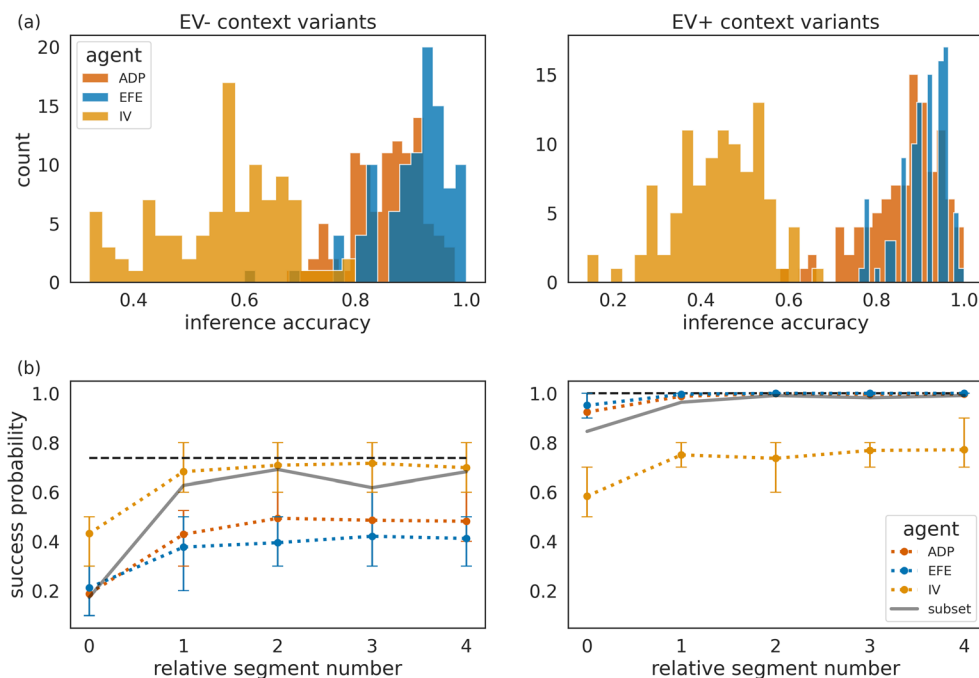 (a)
EV- context variants
EV+ context variants
20
15
10
5
0
count
agent
ADP
EFE
IV
0.4
0.6
0.8
1.0
inference accuracy
15
10
5
0
0.2
0.4
0.6
0.8
1.0
inference accuracy
(b)
1.0
0.8
0.6
0.4
0.2
success probability
0
1
2
3
4
relative segment number
1.0
0.8
0.6
0.4
0.2
agent
ADP
EFE
IV
subset
0
1
2
3
4
relative segment number